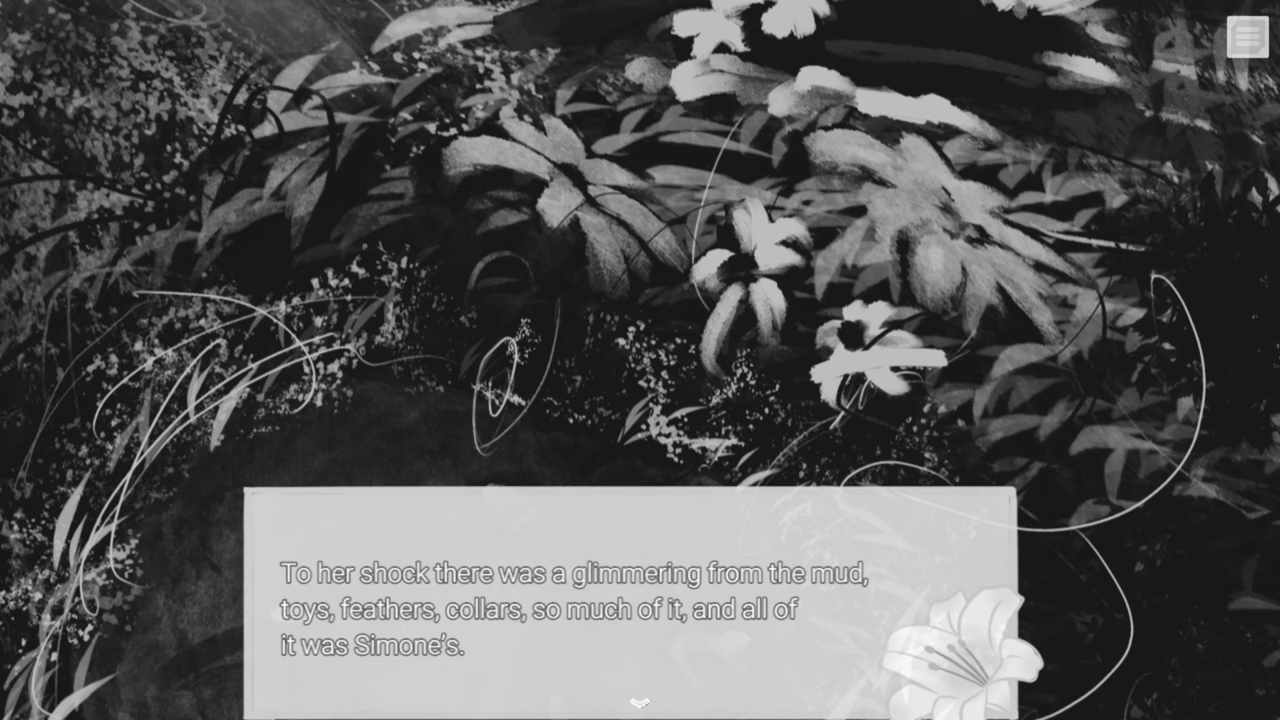 To her shock there was a glimmering from the mud,
toys, feathers, collars, so much of it, and all of
it was Simone's.